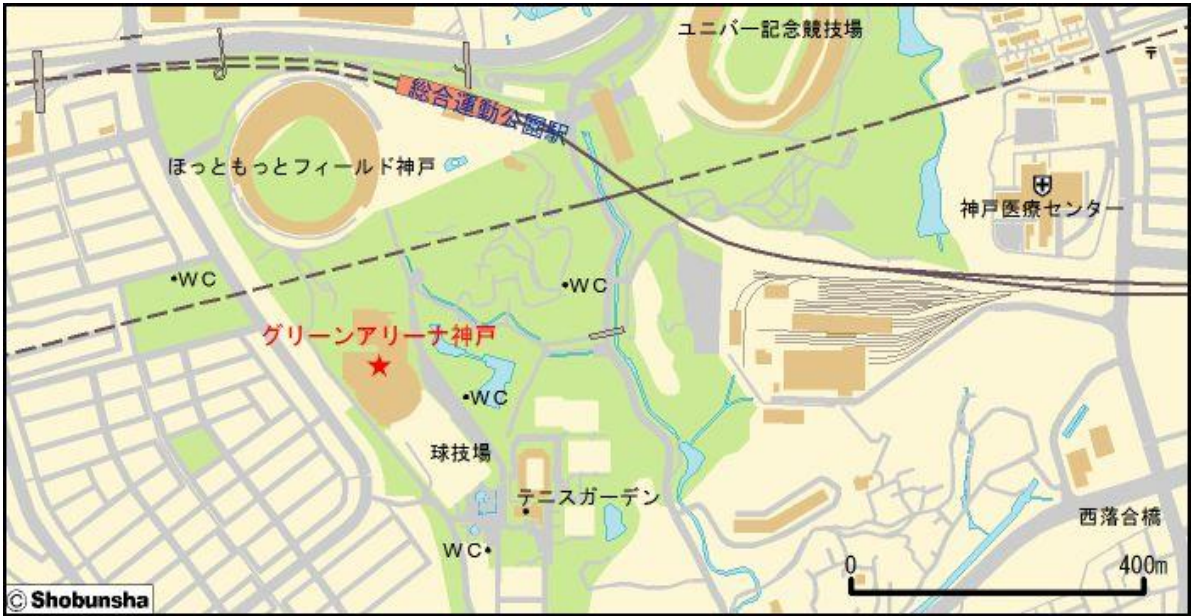 ユニバー記念競技場
〒
総合運動公園駅
ほっともっとフィールド神戸
神戸医療センター
WC
WC
グリーンアリーナ神戸
WC
球技場
テニスガーデン
西落合橋
WC
0 400m
© Shobunsha